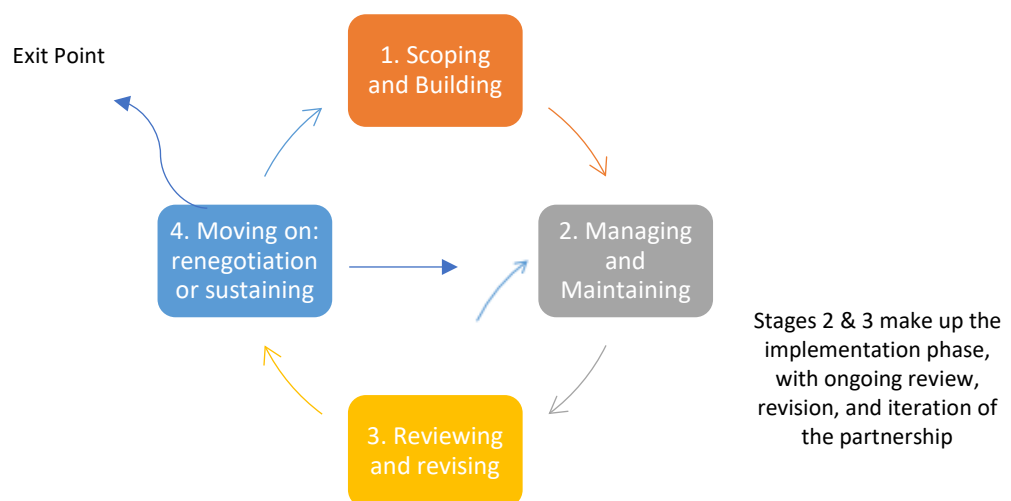 Exit Point
1. Scoping
and Building
4. Moving on:
renegotiation
or sustaining
2. Managing
and
Maintaining
Stages 2 & 3 make up the
implementation phase,
with ongoing review,
revision, and iteration of
the partnership
3. Reviewing
and revising